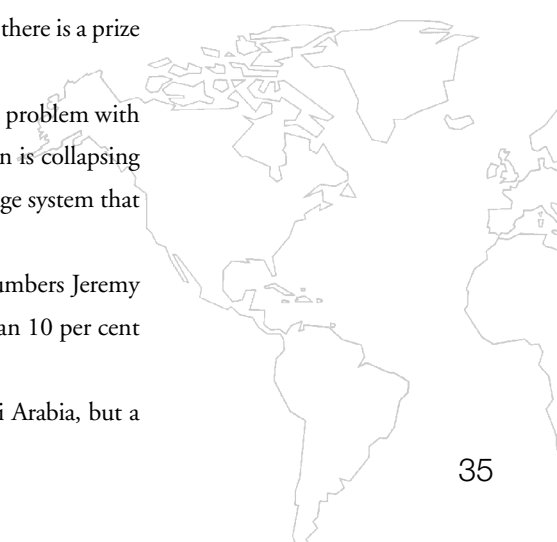 there is a prize
problem with
n is collapsing
ge system that
umbers Jeremy
an 10 per cent
i Arabia, but a
35